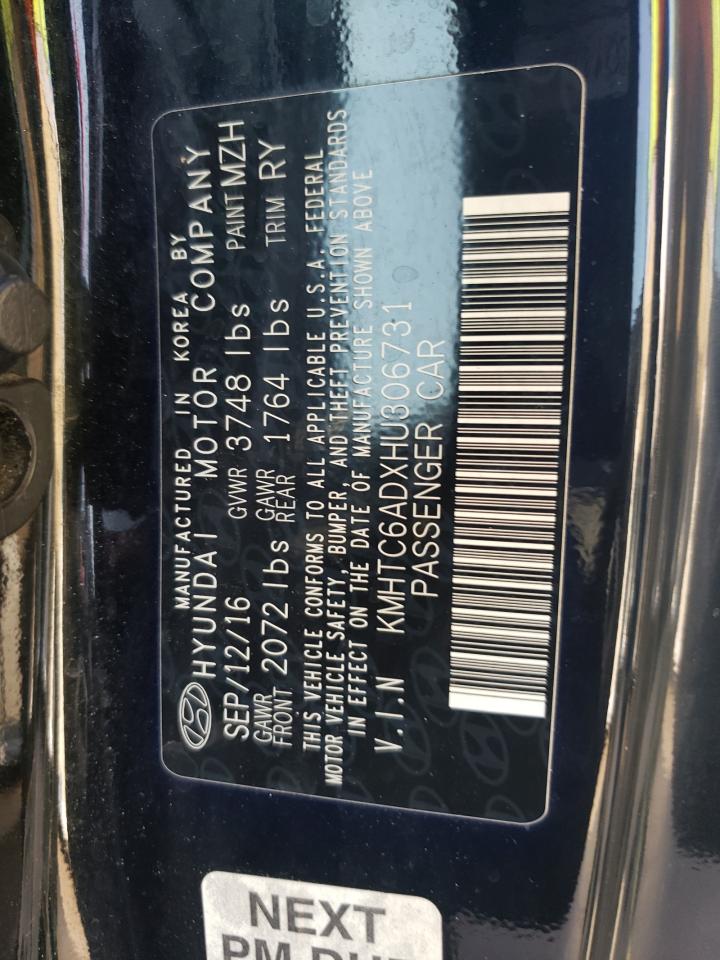 MANUFACTURED IN KOREA BY
HYUNDAI MOTOR COMPANY
SEP/12/16 GVWR 3748 lbs PAINT MZH
GAWR FRONT 2072 lbs GAWR REAR 1764 lbs TRIM RY
THIS VEHICLE CONFORMS TO ALL APPLICABLE U.S.A. FEDERAL
MOTOR VEHICLE SAFETY, BUMPER, AND THEFT PREVENTION STANDARDS
IN EFFECT ON THE DATE OF MANUFACTURE SHOWN ABOVE
V.I.N KMHTC6ADXHU306731
PASSENGER CAR
NEXT
PM DUE